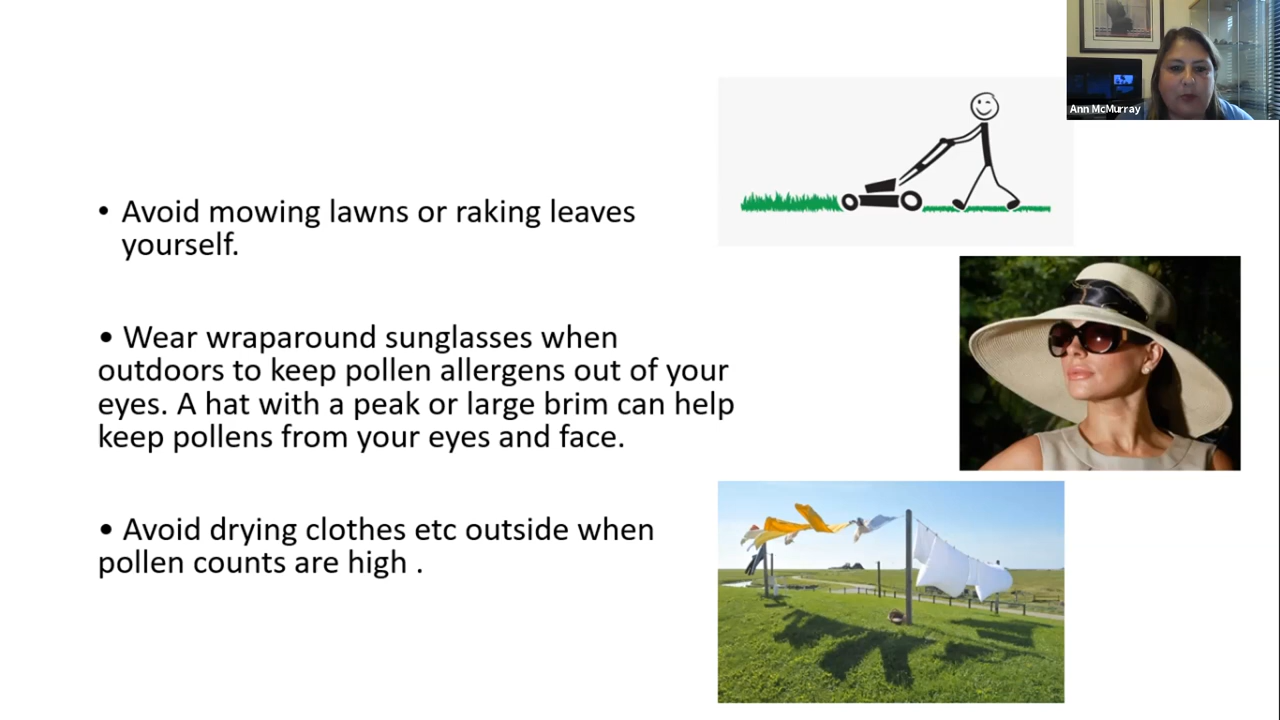 Ann McMurray
• Avoid mowing lawns or raking leaves
yourself.
• Wear wraparound sunglasses when
outdoors to keep pollen allergens out of your
eyes. A hat with a peak or large brim can help
keep pollens from your eyes and face.
• Avoid drying clothes etc outside when
pollen counts are high .